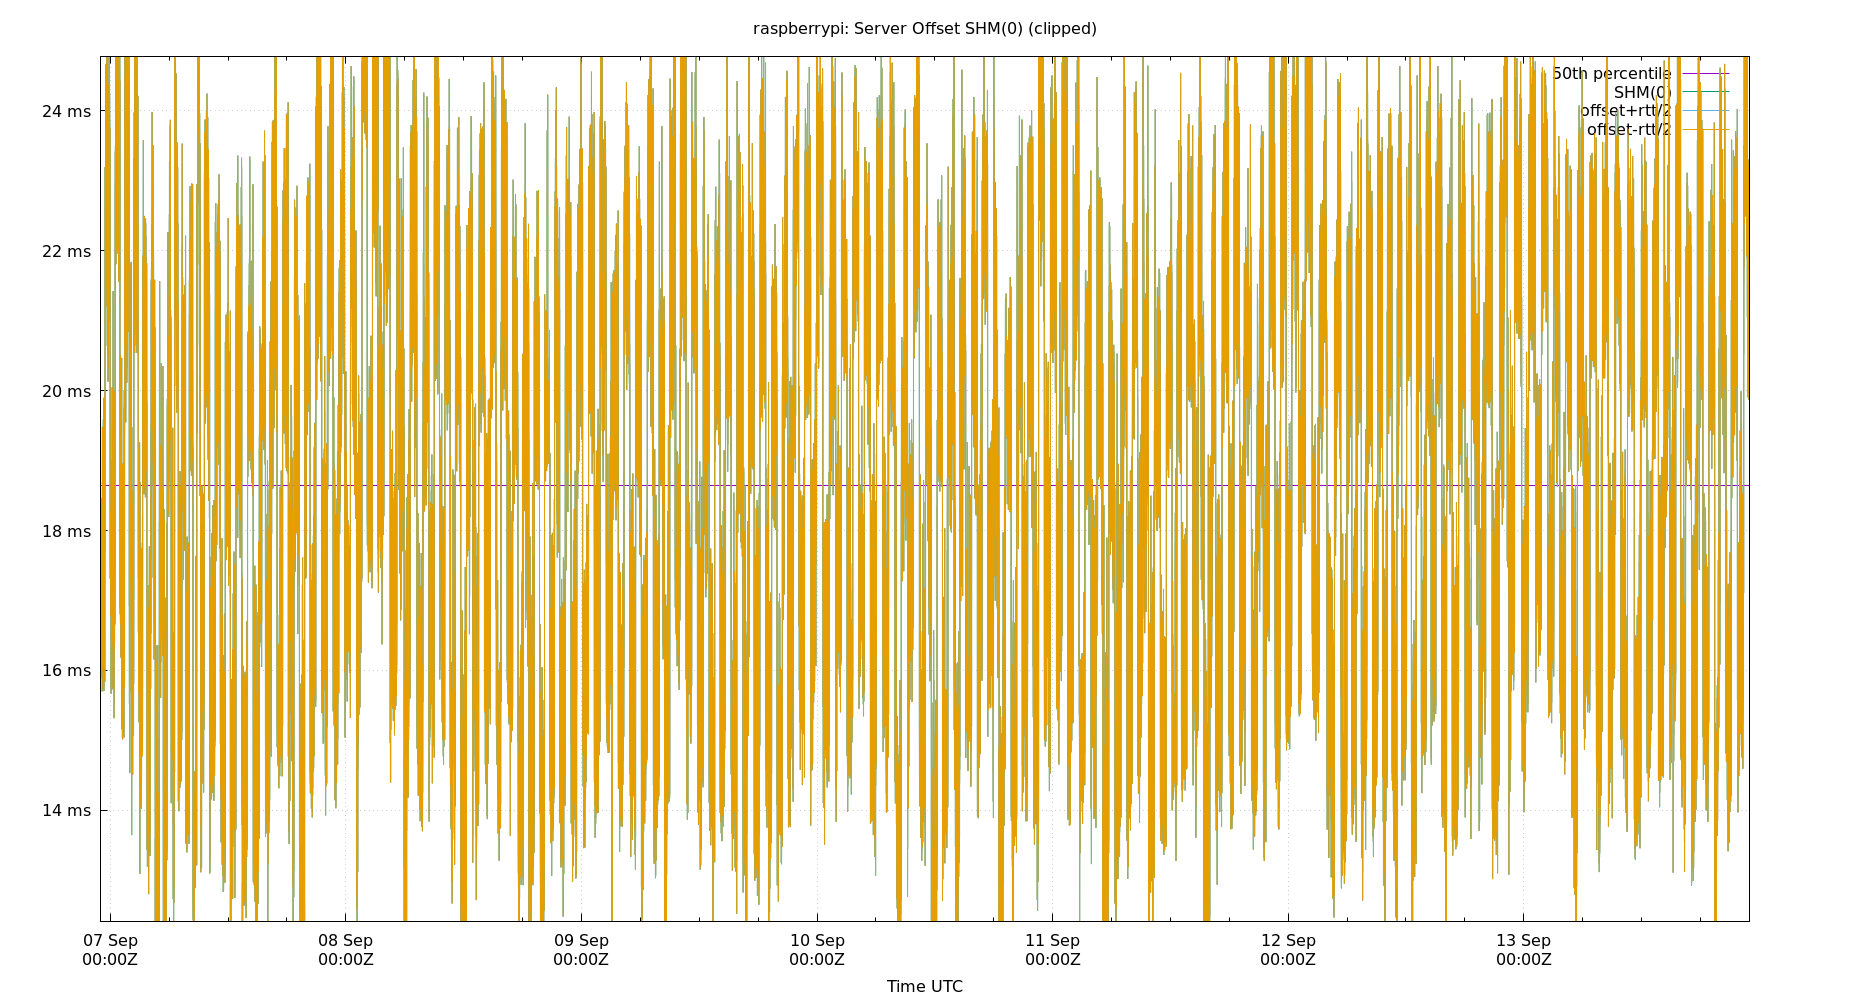 raspberrypi: Server Offset SHM(0) (clipped)
50th percentile
SHM(0)
offset+rtt/2
offset-rtt/2
24 ms
22 ms
20 ms
18 ms
16 ms
14 ms
07 Sep 08 Sep 09 Sep 10 Sep 11 Sep 12 Sep 13 Sep
00:00Z 00:00Z 00:00Z 00:00Z 00:00Z 00:00Z 00:00Z
Time UTC